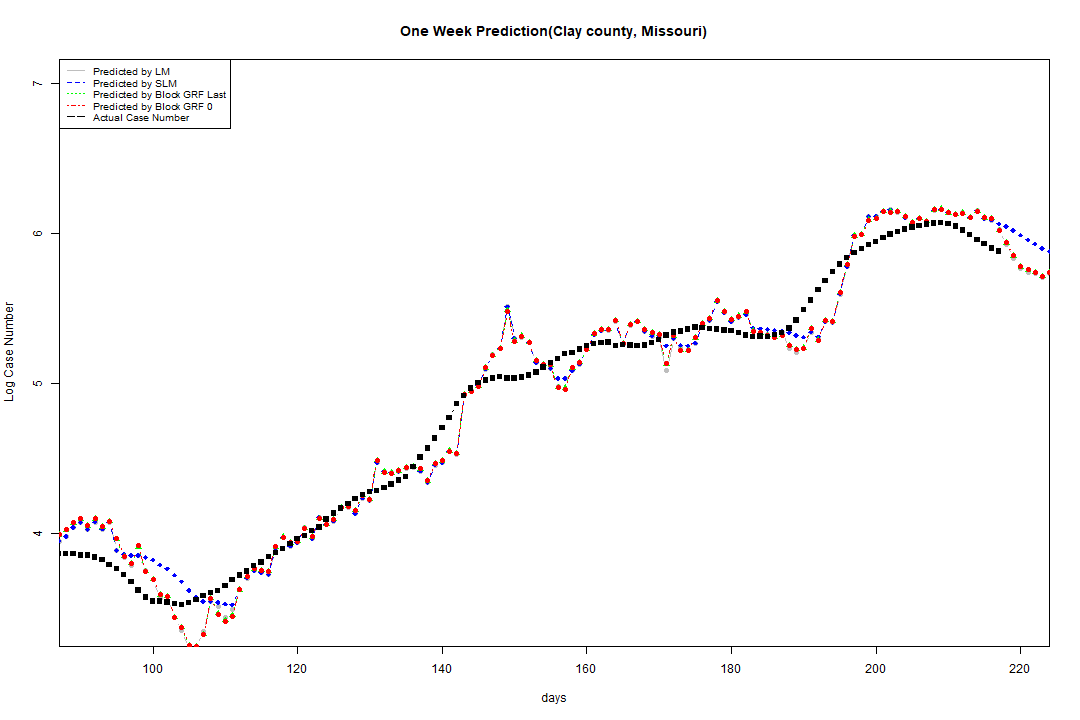 One Week Prediction(Clay county, Missouri)
Predicted by LM
Predicted by SLM
Predicted by Block GRF Last
Predicted by Block GRF 0
Actual Case Number
7
6
5
4
Log Case Number
100 120 140 160 180 200 220
days